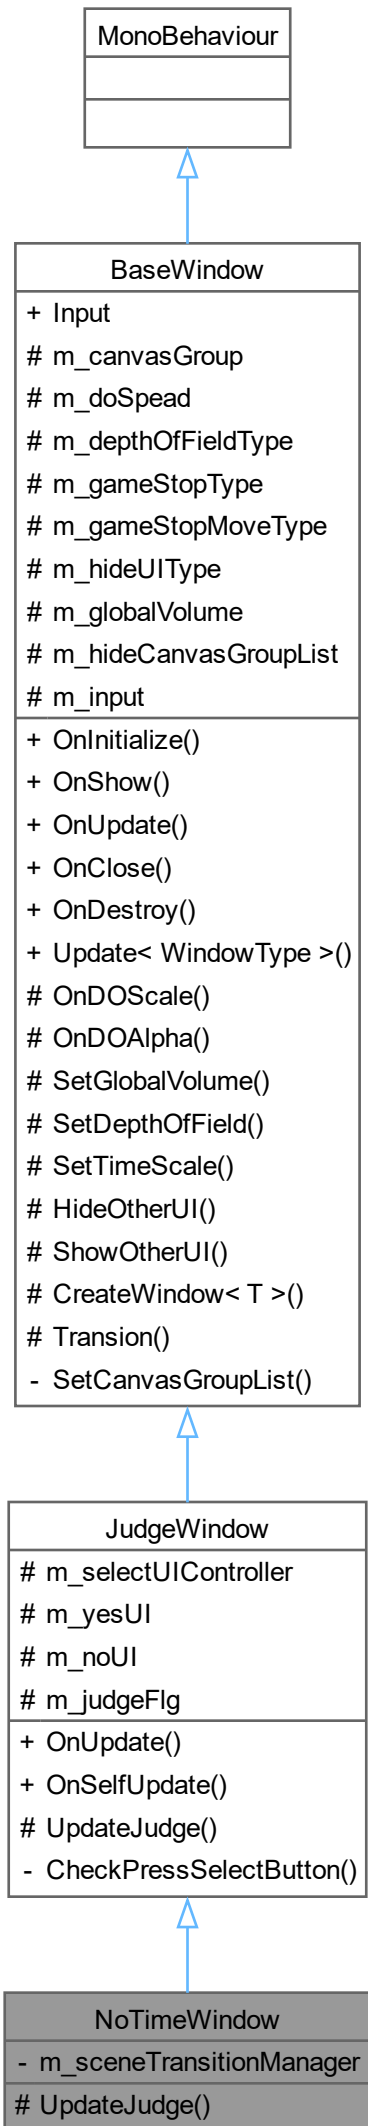 MonoBehaviour
BaseWindow
+ Input
# m_canvasGroup
# m_doSpead
# m_depthOfFieldType
# m_gameStopType
# m_gameStopMoveType
# m_hideUIType
# m_globalVolume
# m_hideCanvasGroupList
# m_input
+ OnInitialize()
+ OnShow()
+ OnUpdate()
+ OnClose()
+ OnDestroy()
+ Update< WindowType >()
# OnDOScale()
# OnDOAlpha()
# SetGlobalVolume()
# SetDepthOfField()
# SetTimeScale()
# HideOtherUI()
# ShowOtherUI()
# CreateWindow< T >()
# Transion()
- SetCanvasGroupList()
JudgeWindow
# m_selectUIController
# m_yesUI
# m_noUI
# m_judgeFlg
+ OnUpdate()
+ OnSelfUpdate()
# UpdateJudge()
- CheckPressSelectButton()
NoTimeWindow
- m_sceneTransitionManager
# UpdateJudge()